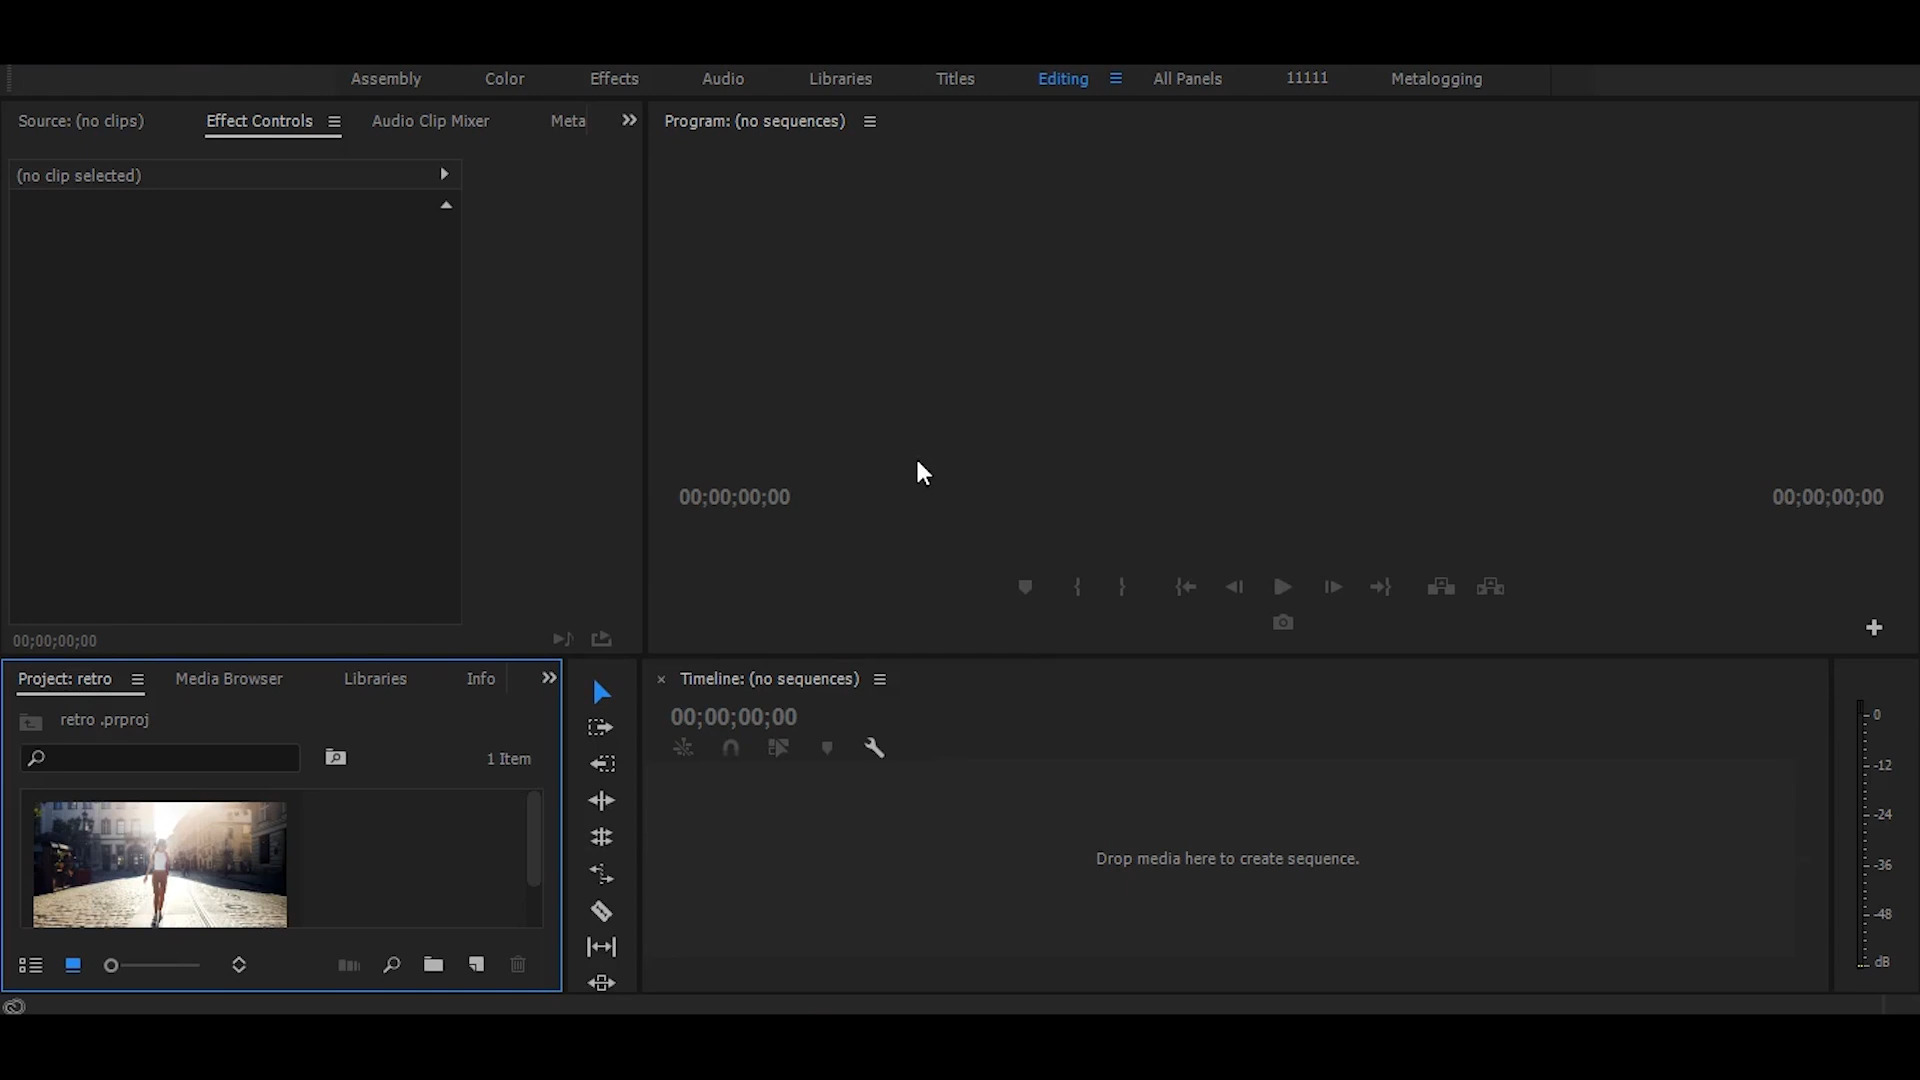 Assembly Color Effects Audio Libraries Titles Editing All Panels 11111 Metalogging
Source: (no clips) Effect Controls Audio Clip Mixer Meta
Program: (no sequences)
(no clip selected)
00;00;00;00 00;00;00;00
00;00;00;00
Project: retro Media Browser Libraries Info
Timeline: (no sequences)
retro .prproj
00;00;00;00
1 Item
Drop media here to create sequence.
0
-12
-24
-36
-48
dB